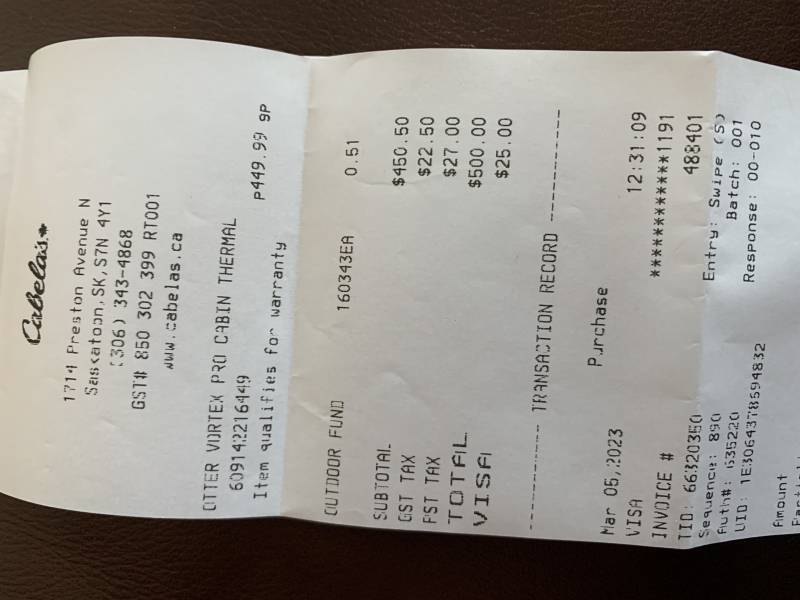 Cabela's
1714 Preston Avenue N
Saskatoon, SK, S7N 4Y1
(306) 343-4868
GST# 850 302 399 RT001
www.cabelas.ca
OTTER VORTEX PRO CABIN THERMAL
609142216449 P449.99 SP
Item qualifies for warranty
OUTDOOR FUND 160343EA 0.51
SUBTOTAL $450.50
GST TAX $22.50
PST TAX $27.00
TOTAL $500.00
VISA $25.00
----------- TRANSACTION RECORD -----------
Purchase
Mar 05, 2023 12:31:09
VISA ************1191
INVOICE # 488401
TID: 66320350 Entry: Swipe (S)
Sequence: 890 Batch: 001
Auth#: 635220 Response: 00-010
UID: 1E3064378694832
Amount